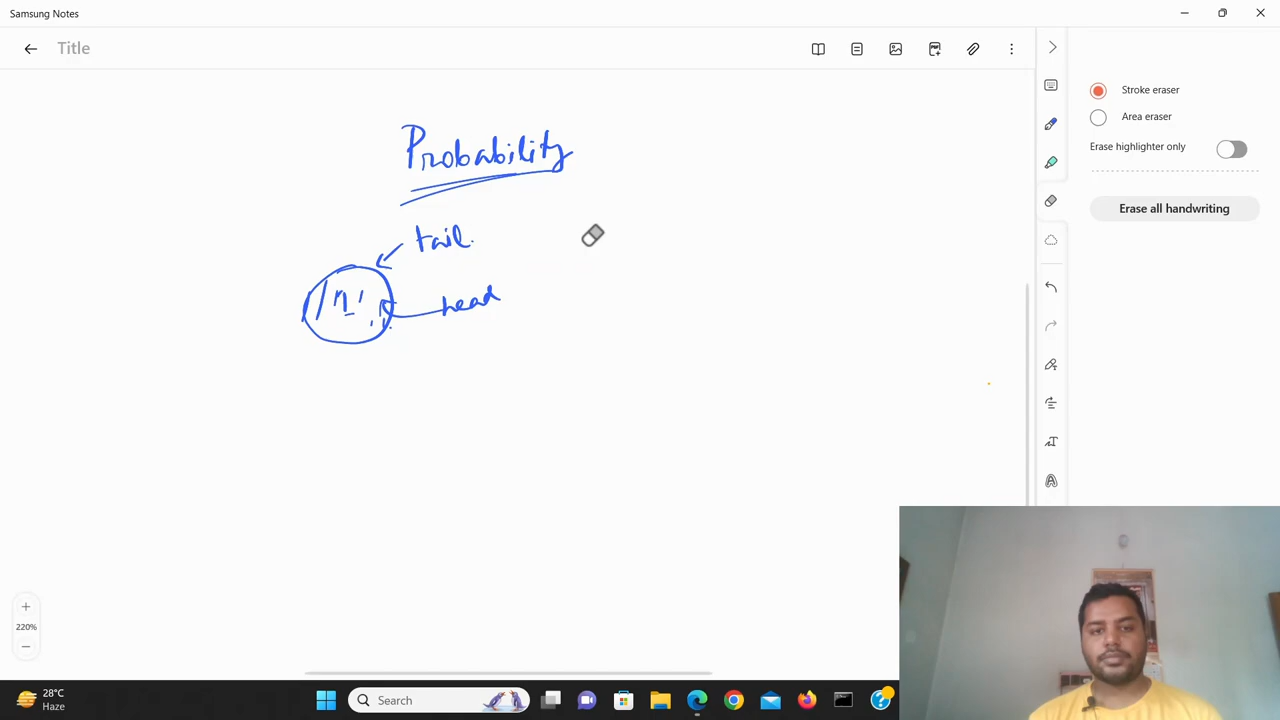 Samsung Notes
Title
Stroke eraser
Area eraser
Erase highlighter only
Erase all handwriting
Probability
tail
head
220%
28°C
Haze
Search